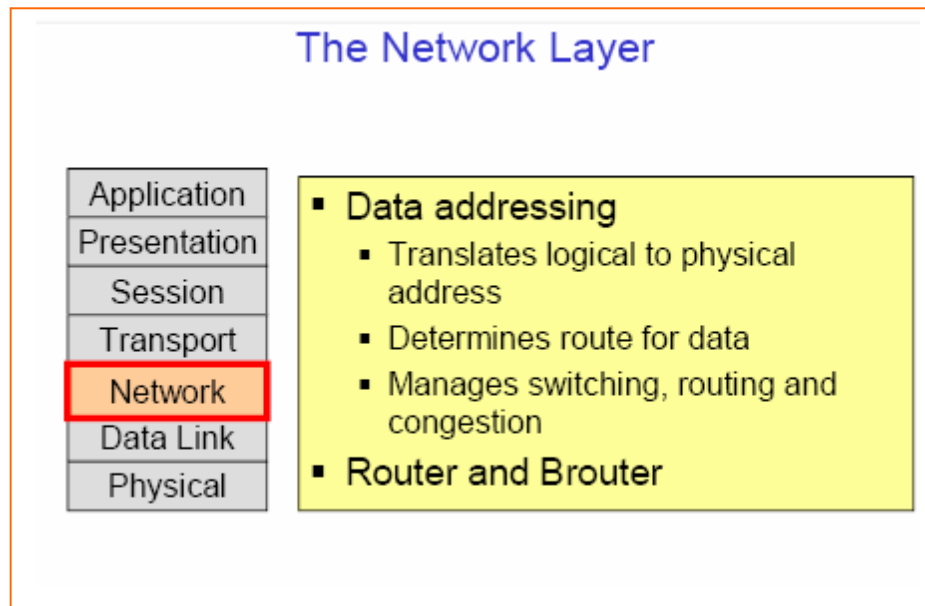 The Network Layer
Application
Presentation
Session
Transport
Network
Data Link
Physical
▪ Data addressing
▪ Translates logical to physical
address
▪ Determines route for data
▪ Manages switching, routing and
congestion
▪ Router and Brouter